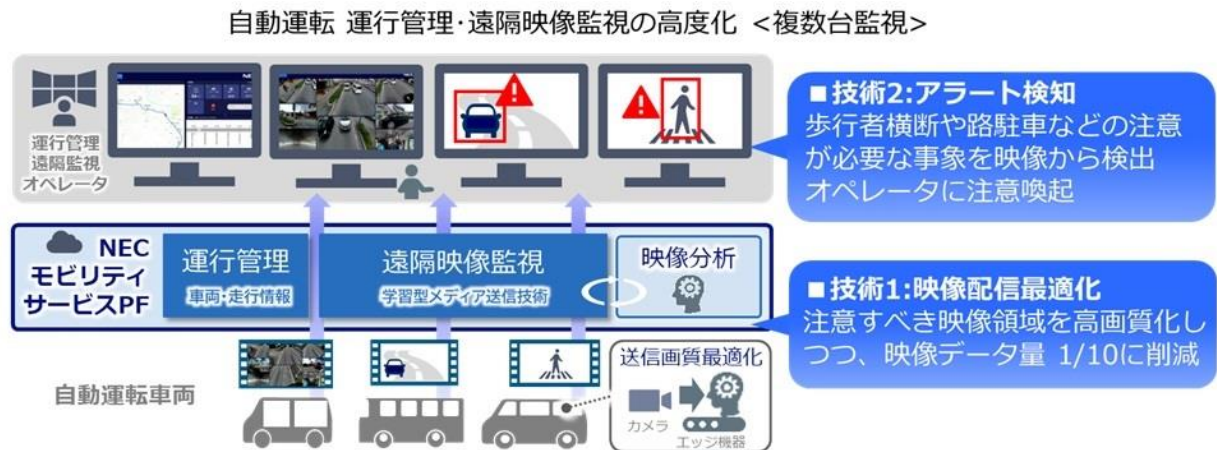 自動運転 運行管理･遠隔映像監視の高度化 <複数台監視>
運行管理
遠隔監視
オペレータ
■技術2:アラート検知
歩行者横断や路駐車などの注意
が必要な事象を映像から検出
オペレータに注意喚起
NEC
モビリティ
サービスPF
運行管理
車両･走行情報
遠隔映像監視
学習型メディア送信技術
映像分析
■技術1:映像配信最適化
注意すべき映像領域を高画質化し
つつ、映像データ量 1/10に削減
自動運転車両
送信画質最適化
カメラ
エッジ機器